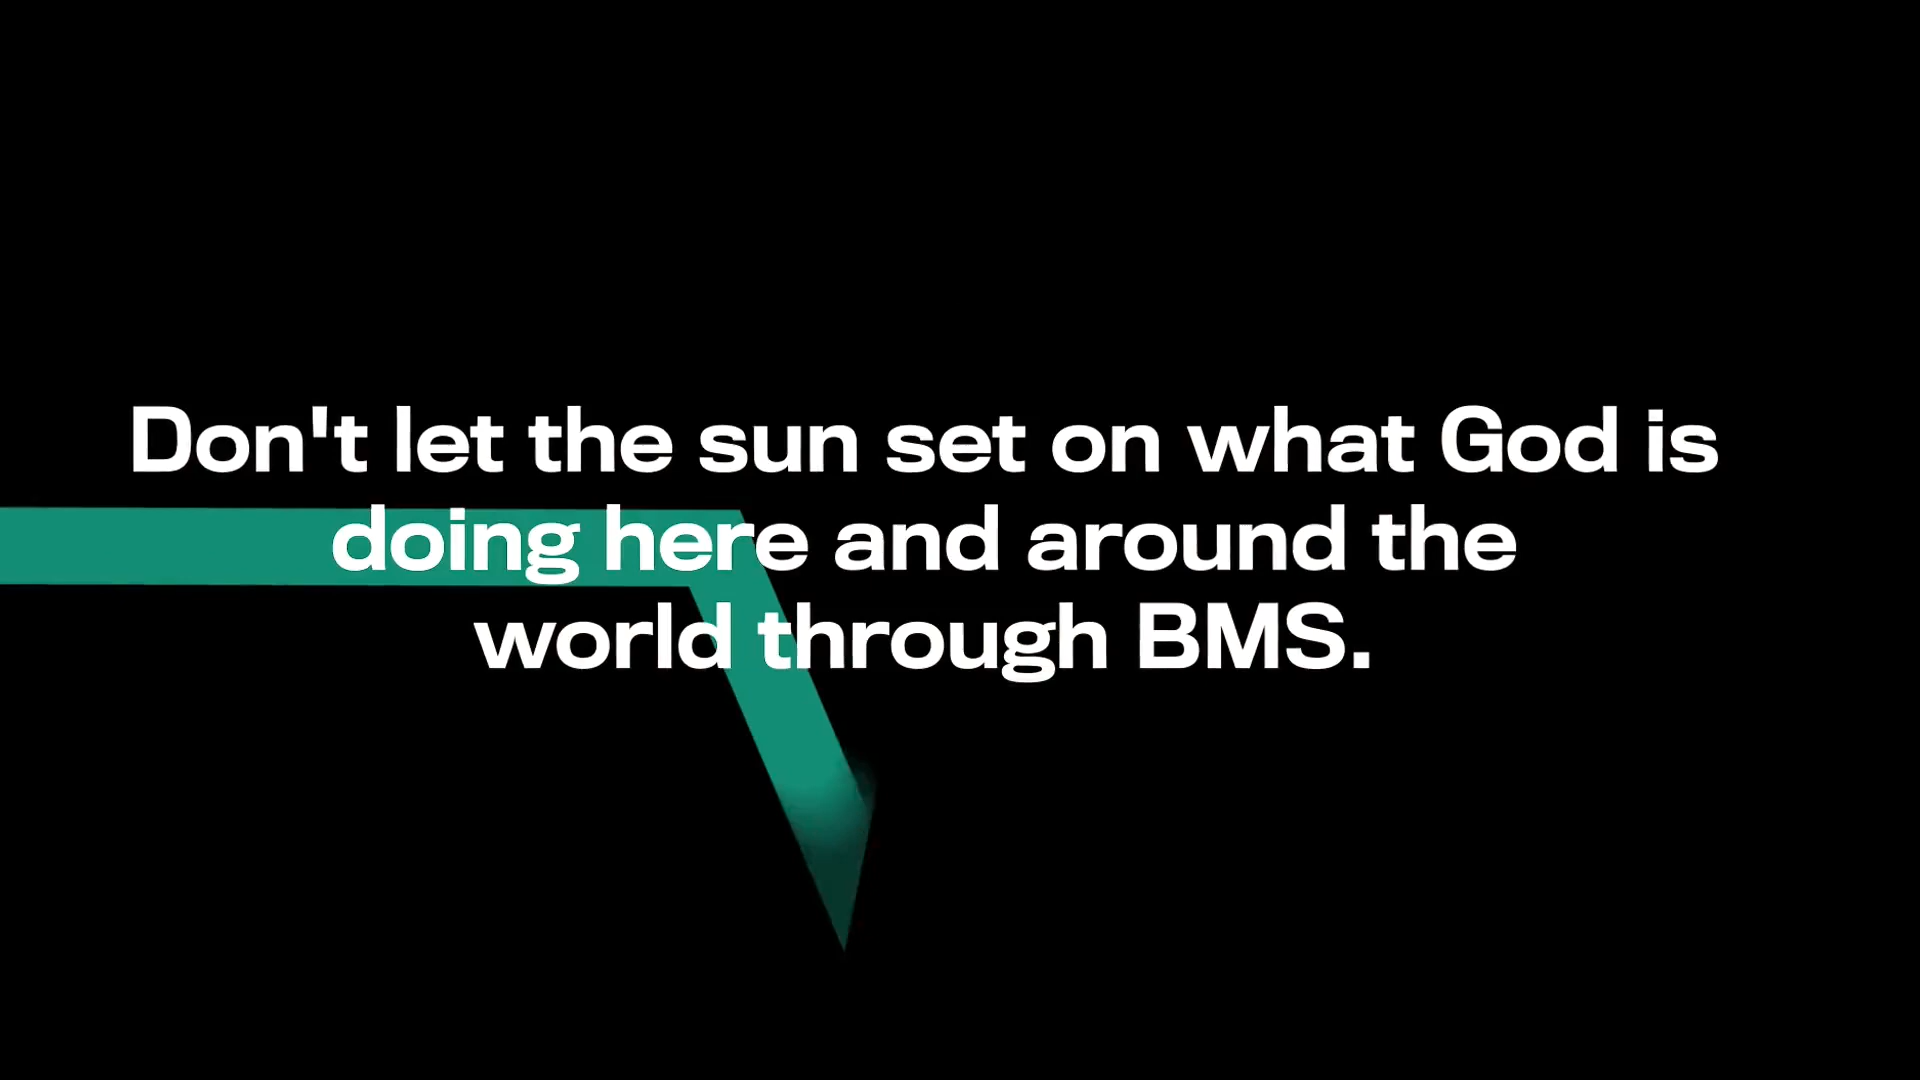 Don't let the sun set on what God is
doing here and around the
world through BMS.